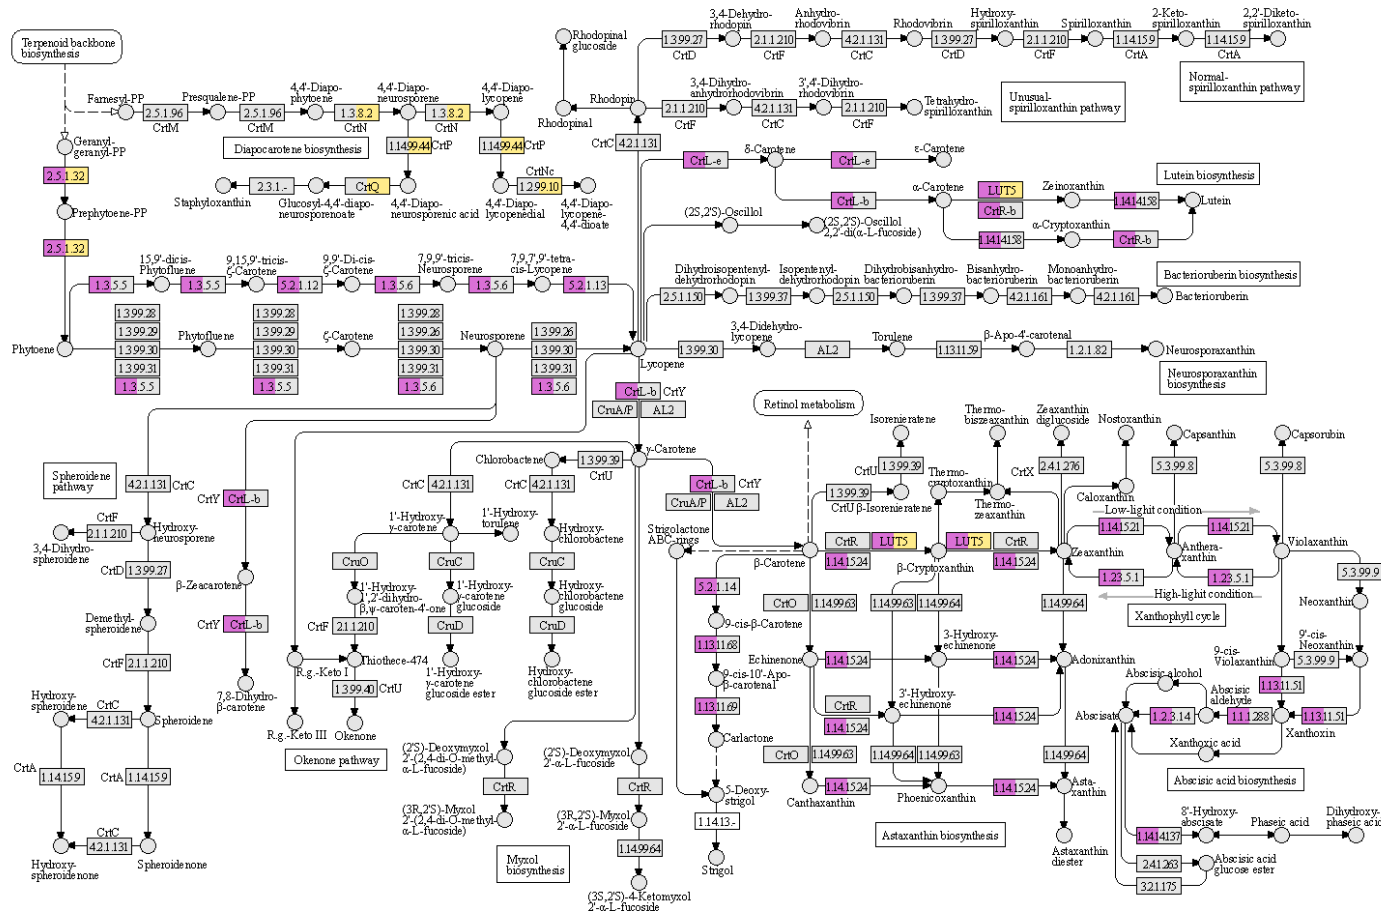 Terpenoid backbone
biosynthesis
Farnesyl-PP
2.5.1.96
CrtM
Presqualene-PP
2.5.1.96
CrtM
4,4'-Diapo-
phytoene
1.3.8.2
CrtN
4,4'-Diapo-
neurosporene
1.3.8.2
CrtN
4,4'-Diapo-
lycopene
Diapocarotene biosynthesis
1.14.99.44
CrtP
1.14.99.44
CrtP
Geranyl-
geranyl-PP
2.5.1.32
Prephytoene-PP
2.5.1.32
Staphyloxanthin
2.3.1.-
Glucosyl-4,4'-diapo-
neurosporenoate
CrtQ
4,4'-Diapo-
neurosporenic acid
4,4'-Diapo-
lycopenedial
CrtNc
1.2.99.10
4,4'-Diapo-
lycopene-
4,4'-dioate
Rhodopinal
glucoside
Rhodopinal
Rhodopin
CrtC
4.2.1.131
1.3.99.27
CrtD
3,4-Dehydro-
rhodopin
2.1.1.210
CrtF
Anhydro-
rhodovibrin
4.2.1.131
CrtC
Rhodovibrin
1.3.99.27
CrtD
Hydroxy-
spirilloxanthin
2.1.1.210
CrtF
Spirilloxanthin
1.14.15.9
CrtA
2-Keto-
spirilloxanthin
1.14.15.9
CrtA
2,2'-Diketo-
spirilloxanthin
Normal-
spirilloxanthin pathway
2.1.1.210
CrtF
3,4-Dihydro-
anhydrorhodovibrin
4.2.1.131
CrtC
3',4'-Dihydro-
rhodovibrin
2.1.1.210
CrtF
Tetrahydro-
spirilloxanthin
Unusual-
spirilloxanthin pathway
CrtL-e
δ-Carotene
CrtL-e
ε-Carotene
CrtL-b
α-Carotene
LUT5
CrtR-b
Zeinoxanthin
1.14.14.158
Lutein
Lutein biosynthesis
1.14.14.158
α-Cryptoxanthin
CrtR-b
(2S,2'S)-Oscillol
(2S,2'S)-Oscillol
2,2'-di(α-L-fucoside)
2.5.1.150
Dihydroisopentenyl-
dehydrorhodopin
1.3.99.37
Isopentenyl-
dehydrorhodopin
2.5.1.150
Dihydrobisanhydro-
bacterioruberin
1.3.99.37
Bisanhydro-
bacterioruberin
4.2.1.161
Monoanhydro-
bacterioruberin
4.2.1.161
Bacterioruberin
Bacterioruberin biosynthesis
1.3.5.5
15,9'-dicis-
Phytofluene
1.3.5.5
9,15,9'-tricis-
ζ-Carotene
5.2.1.12
9,9'-Di-cis-
ζ-Carotene
1.3.5.6
7,9,9'-tricis-
Neurosporene
1.3.5.6
7,9,7',9'-tetra-
cis-Lycopene
5.2.1.13
Phytoene
1.3.99.28
1.3.99.29
1.3.99.30
1.3.99.31
1.3.5.5
Phytofluene
1.3.99.28
1.3.99.29
1.3.99.30
1.3.99.31
1.3.5.5
ζ-Carotene
1.3.99.28
1.3.99.26
1.3.99.30
1.3.99.31
1.3.5.6
Neurosporene
1.3.99.26
1.3.99.30
1.3.99.31
1.3.5.6
Lycopene
1.3.99.30
3,4-Didehydro-
lycopene
AL2
Torulene
1.13.11.59
β-Apo-4'-carotenal
1.2.1.82
Neurosporaxanthin
Neurosporaxanthin
biosynthesis
CrtL-b
CrtY
CruA/P
AL2
Retinol metabolism
γ-Carotene
1.3.99.39
CrtU
Chlorobactene
CrtL-b
CrtY
CruA/P
AL2
Strigolactone
ABC-rings
Spheroidene
pathway
4.2.1.131
CrtC
CrtF
2.1.1.210
Hydroxy-
neurosporene
3,4-Dihydro-
spheroidene
CrtD
1.3.99.27
Demethyl-
spheroidene
CrtF
2.1.1.210
Hydroxy-
spheroidene
CrtC
4.2.1.131
Spheroidene
CrtA
1.14.15.9
CrtA
1.14.15.9
CrtC
4.2.1.131
Hydroxy-
spheroidenone
Spheroidenone
CrtY
CrtL-b
β-Zeacarotene
CrtY
CrtL-b
7,8-Dihydro-
β-carotene
CrtC
4.2.1.131
1'-Hydroxy-
γ-carotene
1'-Hydroxy-
torulene
CruO
1'-Hydroxy-
1',2'-dihydro-
β,ψ-caroten-4'-one
CrtF
2.1.1.210
R.g.-Keto I
Thiothece-474
1.3.99.40
CrtU
R.g.-Keto III
Okenone
Okenone pathway
CruC
1'-Hydroxy-
γ-carotene
glucoside
CruD
1'-Hydroxy-
γ-carotene
glucoside ester
CrtC
4.2.1.131
Hydroxy-
chlorobactene
CruC
Hydroxy-
chlorobactene
glucoside
CruD
Hydroxy-
chlorobactene
glucoside ester
(2'S)-Deoxymyxol
2'-(2,4-di-O-methyl-
α-L-fucoside)
CrtR
(3R,2'S)-Myxol
2'-(2,4-di-O-methyl-
α-L-fucoside)
Myxol
biosynthesis
(2'S)-Deoxymyxol
2'-α-L-fucoside
CrtR
(3R,2'S)-Myxol
2'-α-L-fucoside
1.14.99.64
(3S,2'S)-4-Ketomyxol
2'-α-L-fucoside
β-Carotene
5.2.1.14
9-cis-β-Carotene
1.13.11.68
9-cis-10'-Apo-
β-carotenal
1.13.11.69
Carlactone
5-Deoxy-
strigol
1.14.13.-
Strigol
1.3.99.39
CrtU
β-Isorenieratene
CrtU
1.3.99.39
Isorenieratene
Thermo-
cryptoxanthin
Thermo-
biszeaxanthin
Thermo-
zeaxanthin
Zeaxanthin
diglucoside
CrtX
2.4.1.276
Nostoxanthin
Caloxanthin
Capsanthin
5.3.99.8
Capsorubin
5.3.99.8
CrtR
LUT5
1.14.15.24
β-Cryptoxanthin
LUT5
CrtR
1.14.15.24
Zeaxanthin
Low-light condition
1.14.15.21
1.14.15.21
Anthera-
xanthin
Violaxanthin
1.23.5.1
1.23.5.1
High-light condition
Xanthophyll cycle
5.3.99.9
Neoxanthin
9'-cis-
Neoxanthin
9-cis-
Violaxanthin
5.3.99.9
CrtO
1.14.99.63
1.14.99.63
1.14.99.63
1.14.99.64
Echinenone
1.14.15.24
3-Hydroxy-
echinenone
1.14.15.24
Adonixanthin
CrtR
1.14.15.24
3'-Hydroxy-
echinenone
1.14.15.24
CrtO
1.14.99.63
1.14.99.64
1.14.99.63
1.14.99.64
Canthaxanthin
1.14.15.24
Phoenicoxanthin
1.14.15.24
Asta-
xanthin
Astaxanthin
diester
Astaxanthin biosynthesis
1.13.11.51
1.13.11.51
Xanthoxin
1.1.1.288
Abscisic
aldehyde
1.2.3.14
Abscisate
Abscisic alcohol
Xanthoxic acid
Abscisic acid biosynthesis
1.14.14.137
8'-Hydroxy-
abscisate
Phaseic acid
Dihydroxy-
phaseic acid
2.4.1.263
Abscisic acid
glucose ester
3.2.1.175